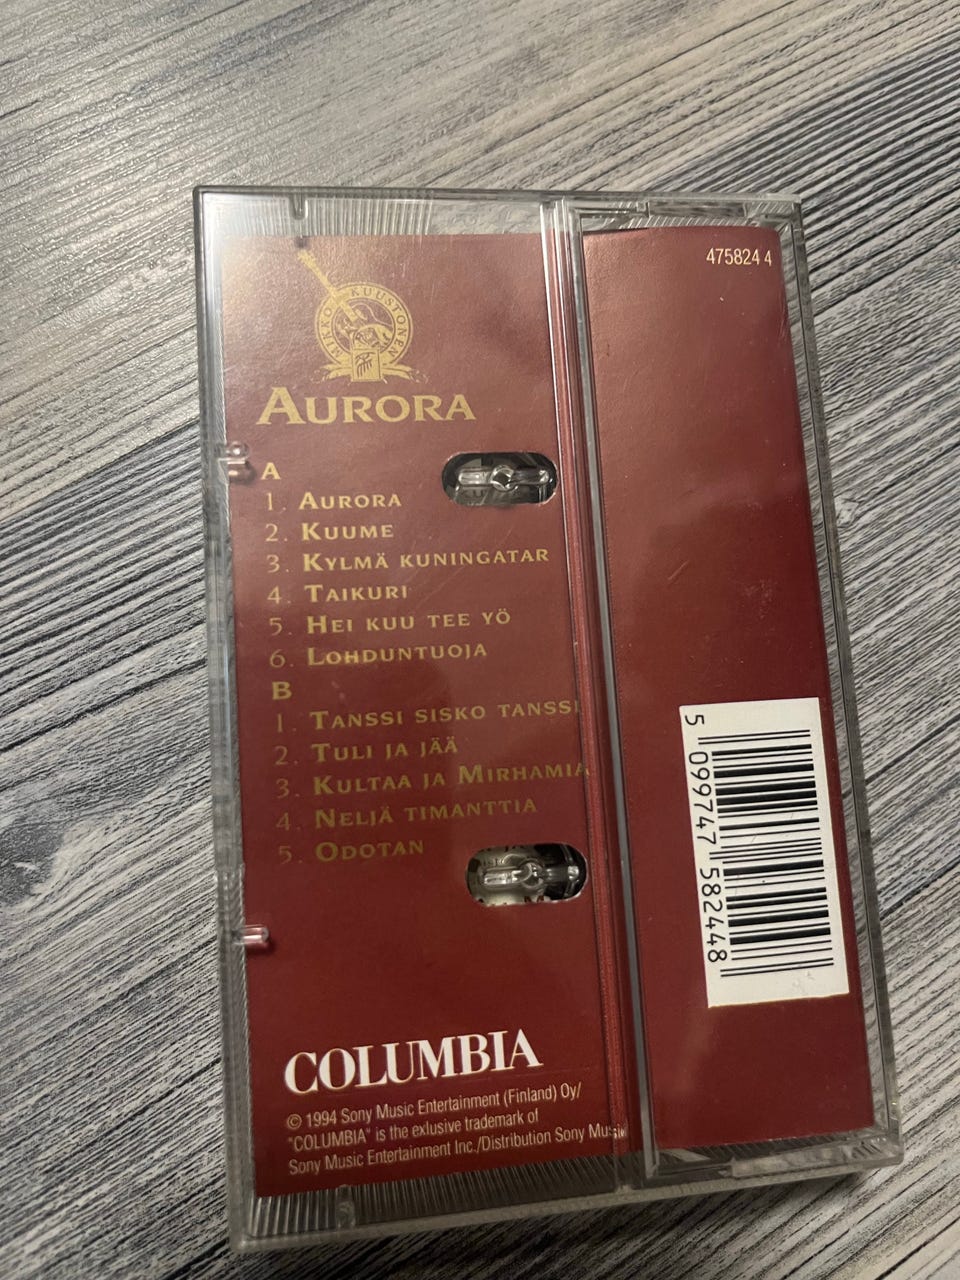 475824 4
MIKKO KUUSTONEN
AURORA
A
1. AURORA
2. KUUME
3. KYLMÄ KUNINGATAR
4. TAIKURI
5. HEI KUU TEE YÖ
6. LOHDUNTUOJA
B
1. TANSSI SISKO TANSSI
2. TULI JA JÄÄ
3. KULTAA JA MIRHAMIA
4. NELJÄ TIMANTTIA
5. ODOTAN
COLUMBIA
© 1994 Sony Music Entertainment (Finland) Oy/
"COLUMBIA" is the exlusive trademark of
Sony Music Entertainment Inc./Distribution Sony Music
5 099747 582448